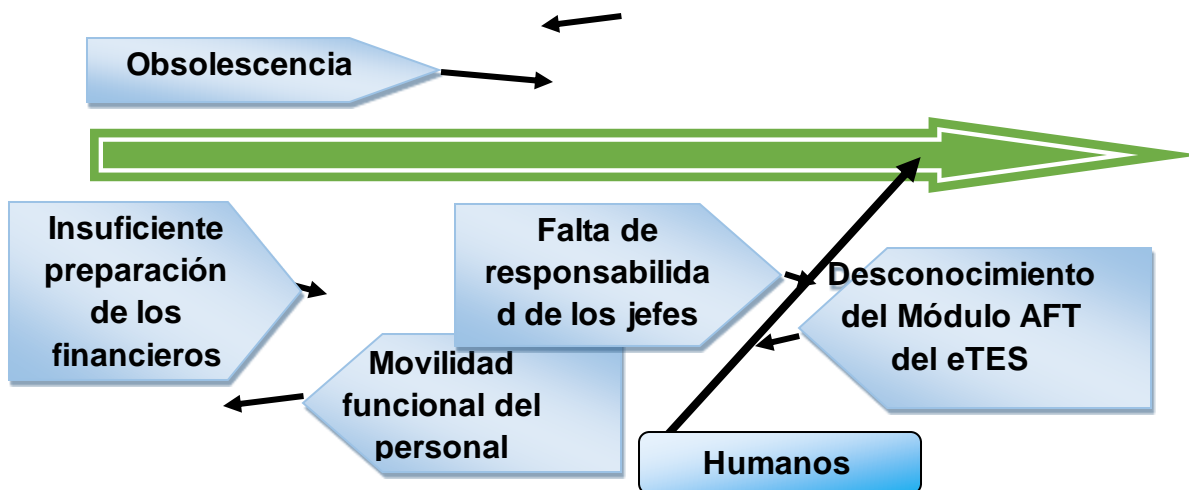 Obsolescencia
Insuficiente
preparación
de los
financieros
Falta de
responsabilida
d de los jefes
Desconocimiento
del Módulo AFT
del eTES
Movilidad
funcional del
personal
Humanos